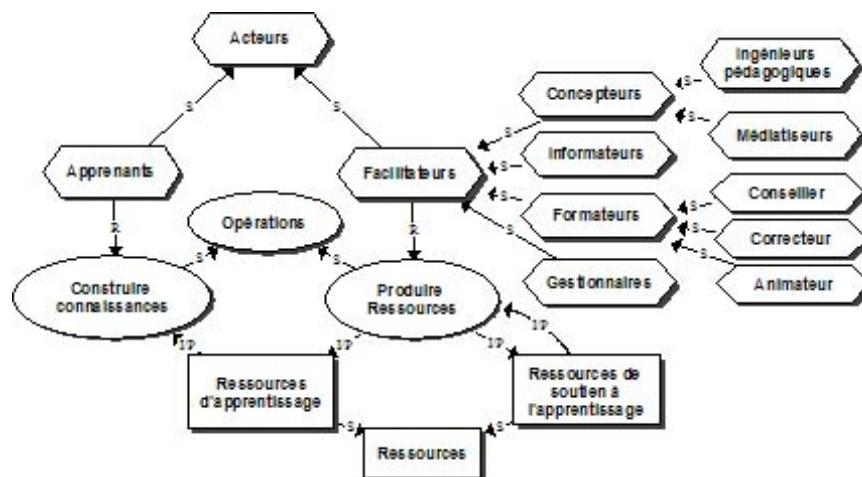 Acteurs
Ingénieurs
pédagogiques
Concepteurs
S
S
S
S
Médiatiseurs
S
Informateurs
S
Apprenants
Facilitateurs
S
Conseiller
S
Formateurs
S
S
Correcteur
Opérations
R
R
S
S
Animateur
Gestionnaires
Construire
connaissances
S
S
Produire
Ressources
IP
IP
IP
IP
Ressources
d'apprentissage
Ressources de
soutien à
l'apprentissage
S
S
Ressources